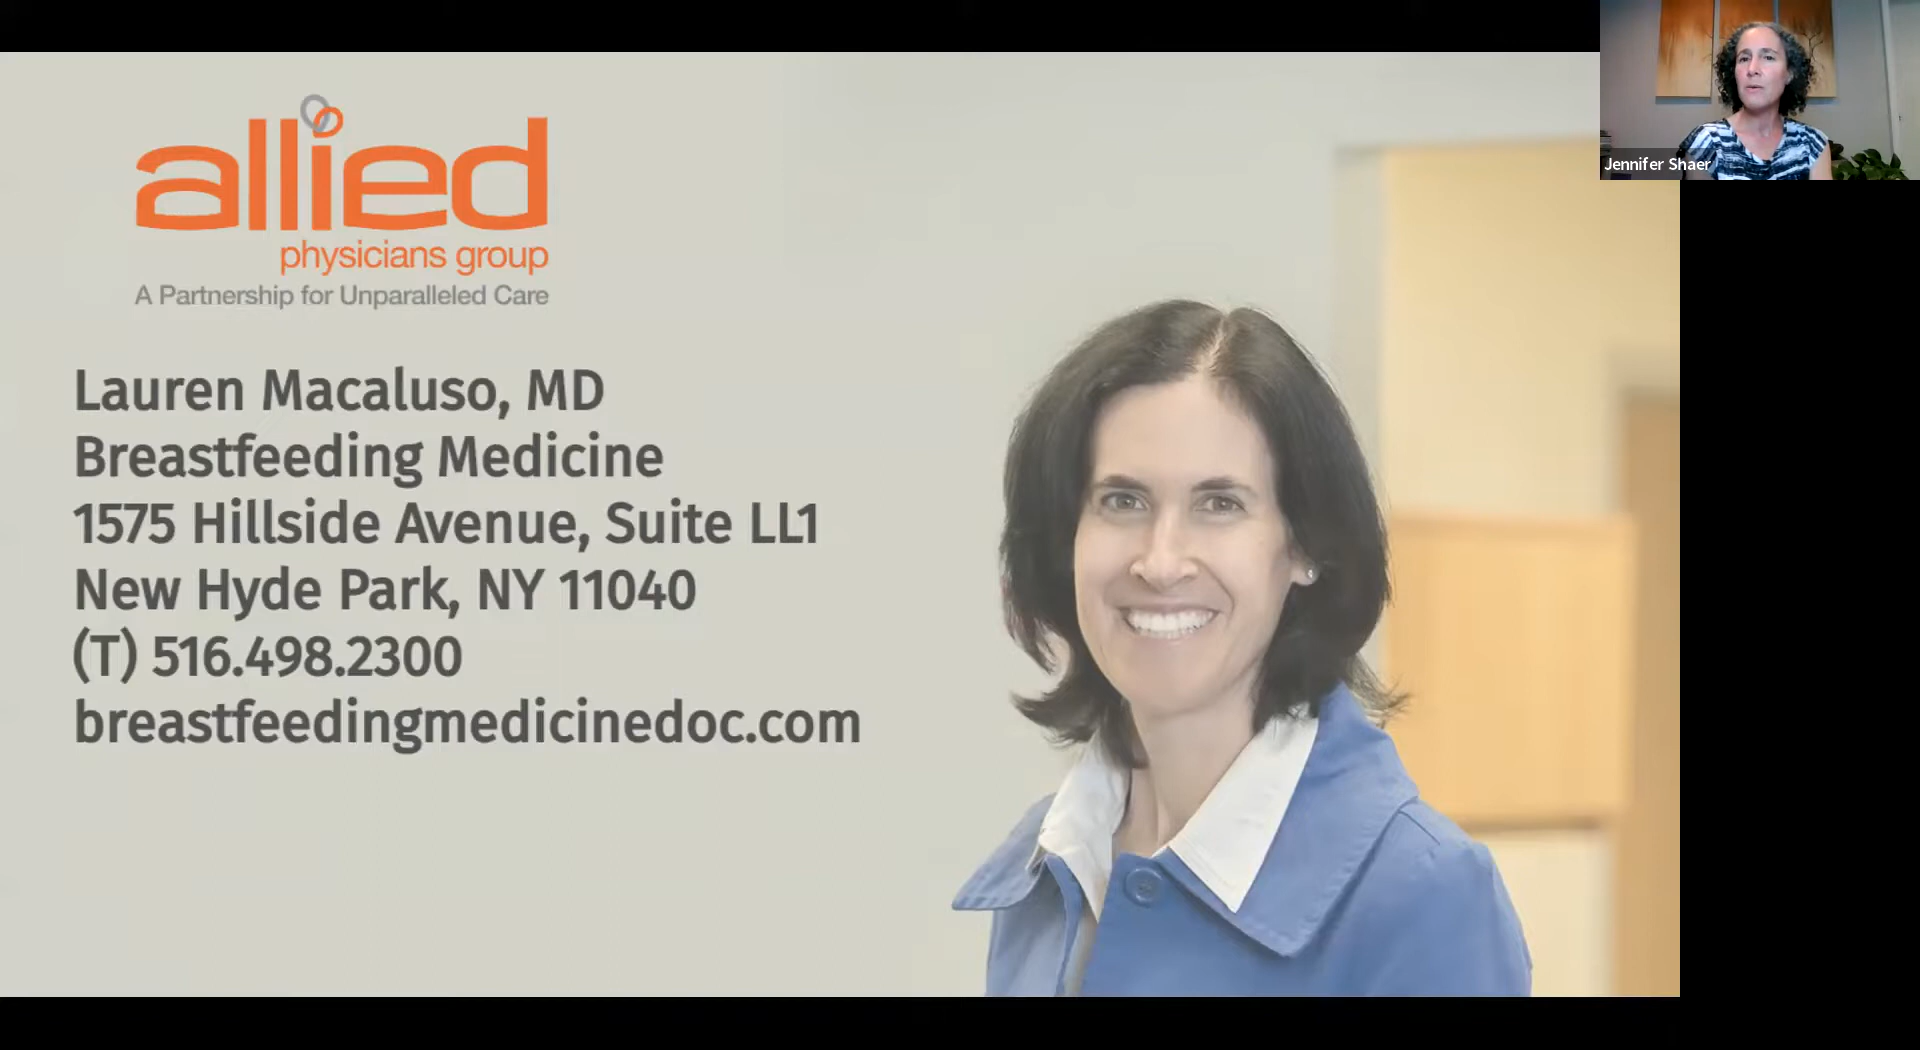 allied
physicians group
A Partnership for Unparalleled Care
Lauren Macaluso, MD
Breastfeeding Medicine
1575 Hillside Avenue, Suite LL1
New Hyde Park, NY 11040
(T) 516.498.2300
breastfeedingmedicinedoc.com
Jennifer Shaer